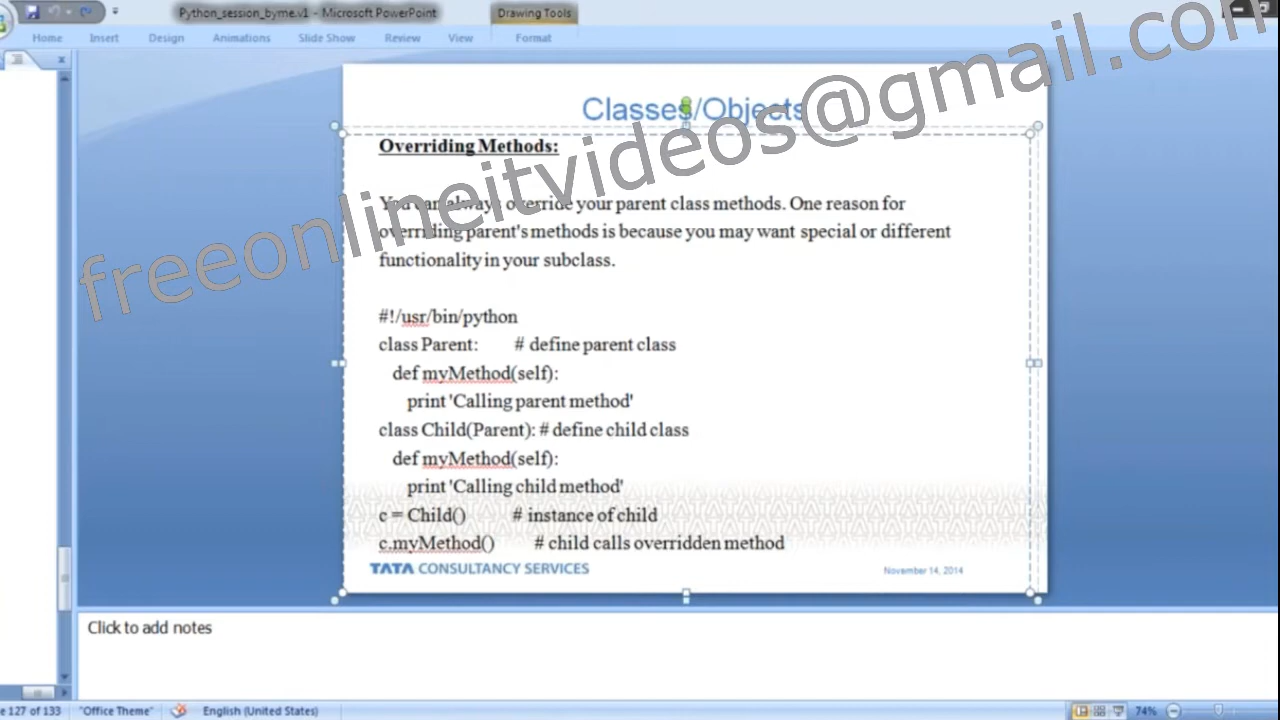 Python_session_byme.v1 - Microsoft PowerPoint
Drawing Tools
Home Insert Design Animations Slide Show Review View Format
freeonlineitvideos@gmail.com
Classes/Objects
Overriding Methods:
You can always override your parent class methods. One reason for
overriding parent's methods is because you may want special or different
functionality in your subclass.
#!/usr/bin/python
class Parent: # define parent class
def myMethod(self):
print 'Calling parent method'
class Child(Parent): # define child class
def myMethod(self):
print 'Calling child method'
c = Child() # instance of child
c.myMethod() # child calls overridden method
TATA CONSULTANCY SERVICES
November 14, 2014
Click to add notes
e 127 of 133 "Office Theme" English (United States) 74%